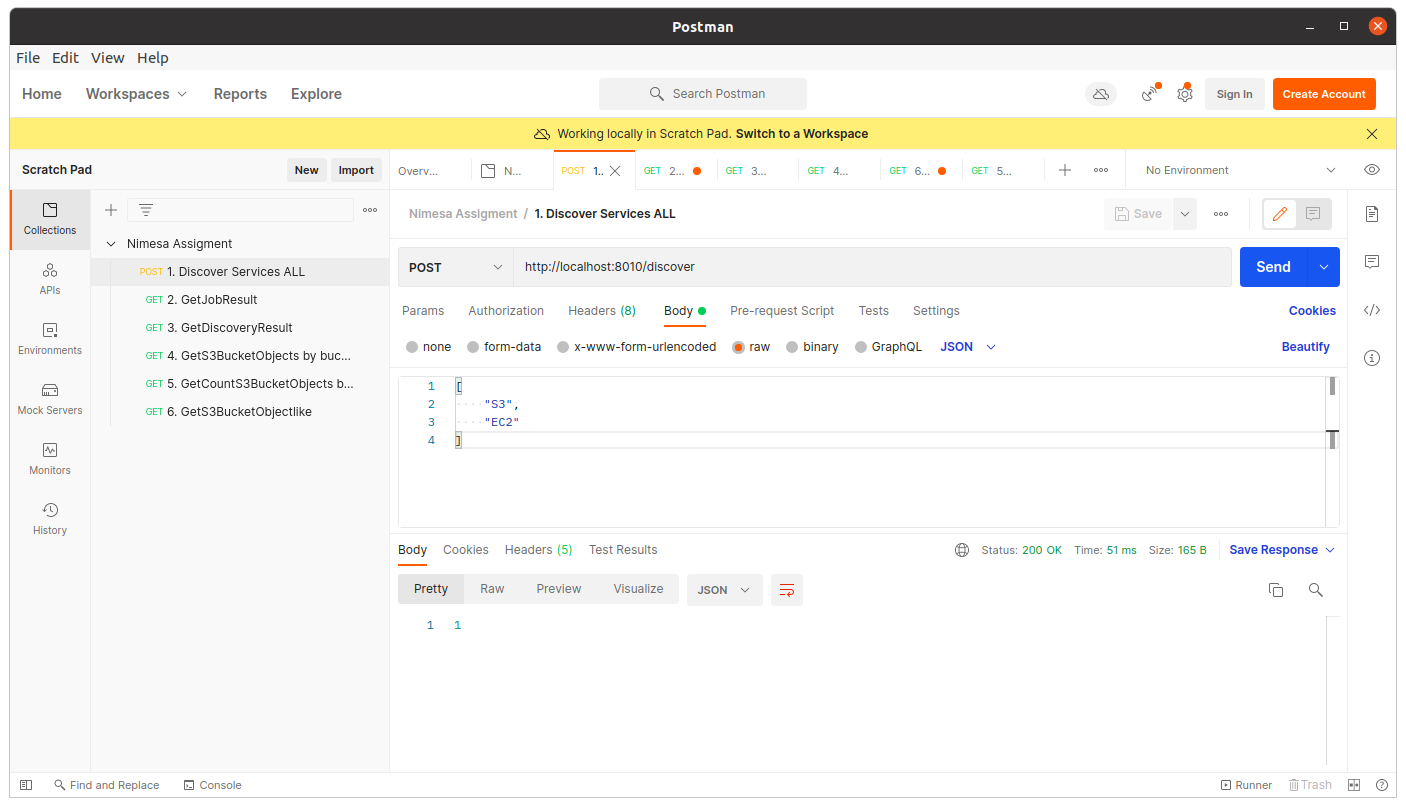 Postman
File Edit View Help
Home Workspaces Reports Explore Search Postman Sign In Create Account
Working locally in Scratch Pad. Switch to a Workspace
Scratch Pad New Import Overv... N... POST 1.. GET 2... GET 3... GET 4... GET 6... GET 5... No Environment
Collections
APIs
Environments
Mock Servers
Monitors
History
Nimesa Assigment
POST 1. Discover Services ALL
GET 2. GetJobResult
GET 3. GetDiscoveryResult
GET 4. GetS3BucketObjects by buc...
GET 5. GetCountS3BucketObjects b...
GET 6. GetS3BucketObjectlike
Nimesa Assigment / 1. Discover Services ALL Save
POST http://localhost:8010/discover Send
Params Authorization Headers (8) Body Pre-request Script Tests Settings Cookies
none form-data x-www-form-urlencoded raw binary GraphQL JSON Beautify
1 [
2 ····"S3",
3 ····"EC2"
4 ]
Body Cookies Headers (5) Test Results Status: 200 OK Time: 51 ms Size: 165 B Save Response
Pretty Raw Preview Visualize JSON
1 1
Find and Replace Console Runner Trash